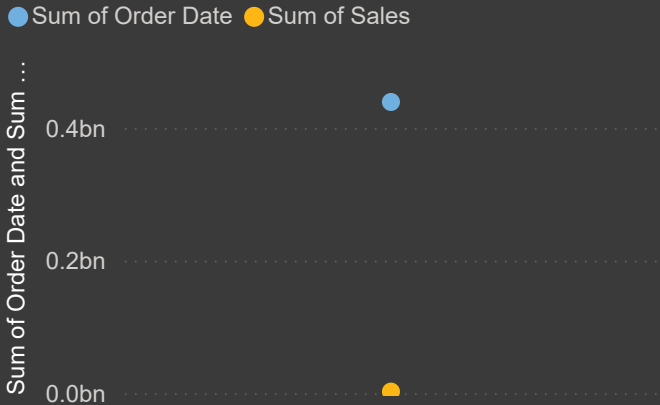 Sum of Order Date Sum of Sales
Sum of Order Date and Sum ...
0.4bn
0.2bn
0.0bn